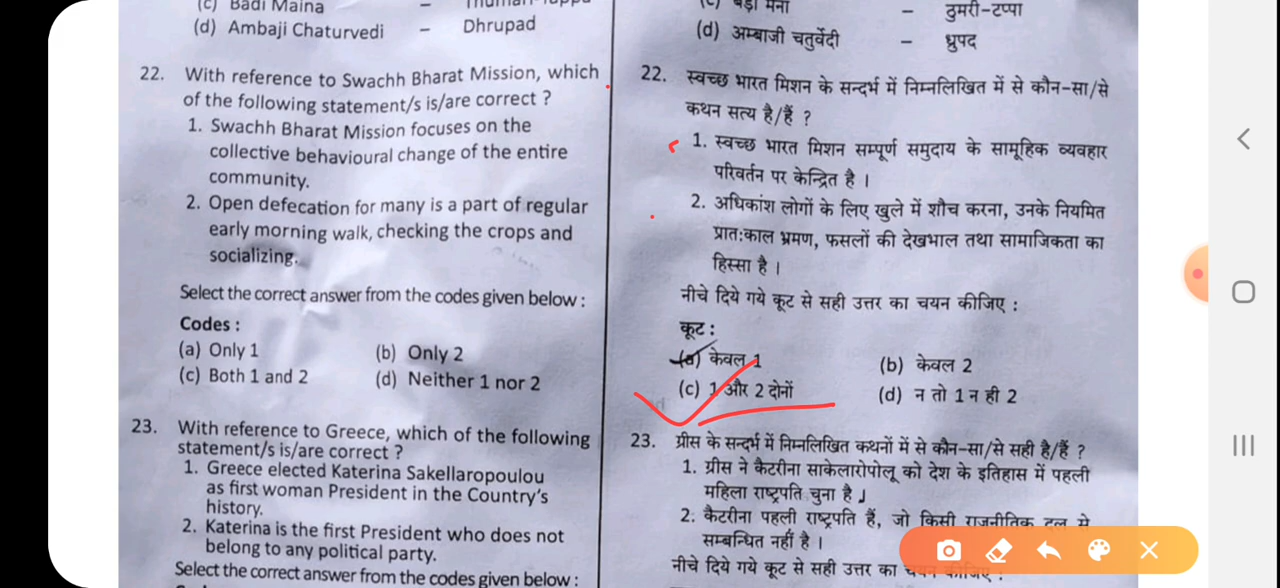 (c) Badi Maina –
(d) Ambaji Chaturvedi – Dhrupad
22. With reference to Swachh Bharat Mission, which
of the following statement/s is/are correct ?
1. Swachh Bharat Mission focuses on the
collective behavioural change of the entire
community.
2. Open defecation for many is a part of regular
early morning walk, checking the crops and
socializing.
Select the correct answer from the codes given below :
Codes :
(a) Only 1 (b) Only 2
(c) Both 1 and 2 (d) Neither 1 nor 2
23. With reference to Greece, which of the following
statement/s is/are correct ?
1. Greece elected Katerina Sakellaropoulou
as first woman President in the Country's
history.
2. Katerina is the first President who does not
belong to any political party.
Select the correct answer from the codes given below :
(c) बड़ी मैना – ठुमरी-टप्पा
(d) अम्बाजी चतुर्वेदी – ध्रुपद
22. स्वच्छ भारत मिशन के सन्दर्भ में निम्नलिखित में से कौन-सा/से
कथन सत्य है/हैं ?
1. स्वच्छ भारत मिशन सम्पूर्ण समुदाय के सामूहिक व्यवहार
परिवर्तन पर केन्द्रित है ।
2. अधिकांश लोगों के लिए खुले में शौच करना, उनके नियमित
प्रातःकाल भ्रमण, फसलों की देखभाल तथा सामाजिकता का
हिस्सा है ।
नीचे दिये गये कूट से सही उत्तर का चयन कीजिए :
कूट :
(a) केवल 1 (b) केवल 2
(c) 1 और 2 दोनों (d) न तो 1 न ही 2
23. ग्रीस के सन्दर्भ में निम्नलिखित कथनों में से कौन-सा/से सही है/हैं ?
1. ग्रीस ने कैटरीना साकेलारोपोलू को देश के इतिहास में पहली
महिला राष्ट्रपति चुना है ।
2. कैटरीना पहली राष्ट्रपति हैं, जो किसी राजनीतिक दल से
सम्बन्धित नहीं है ।
नीचे दिये गये कूट से सही उत्तर का चयन कीजिए :